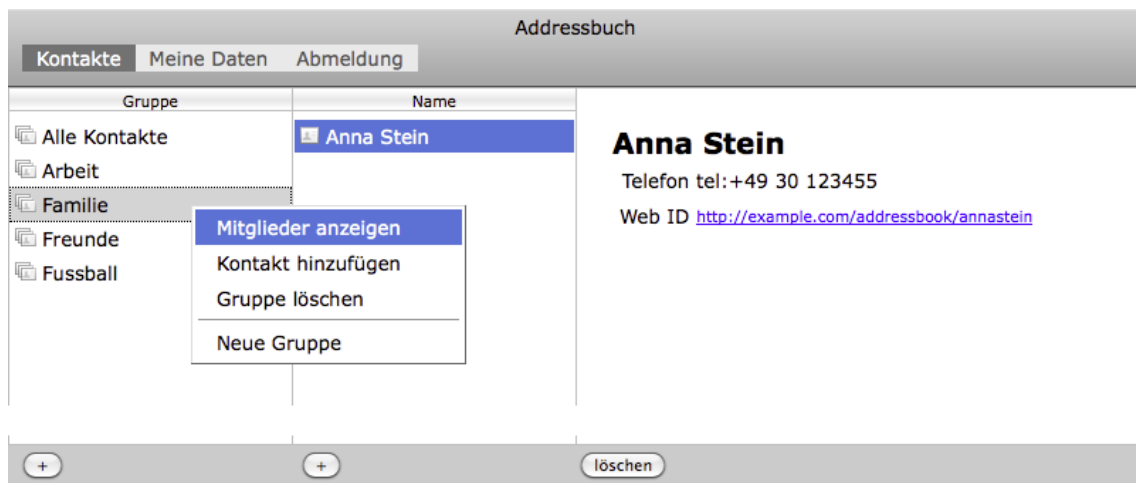 Addressbuch
Kontakte Meine Daten Abmeldung
Gruppe
Name
Alle Kontakte
Arbeit
Familie
Freunde
Fussball
Mitglieder anzeigen
Kontakt hinzufügen
Gruppe löschen
Neue Gruppe
Anna Stein
Anna Stein
Telefon tel:+49 30 123455
Web ID http://example.com/addressbook/annastein
+
+
löschen